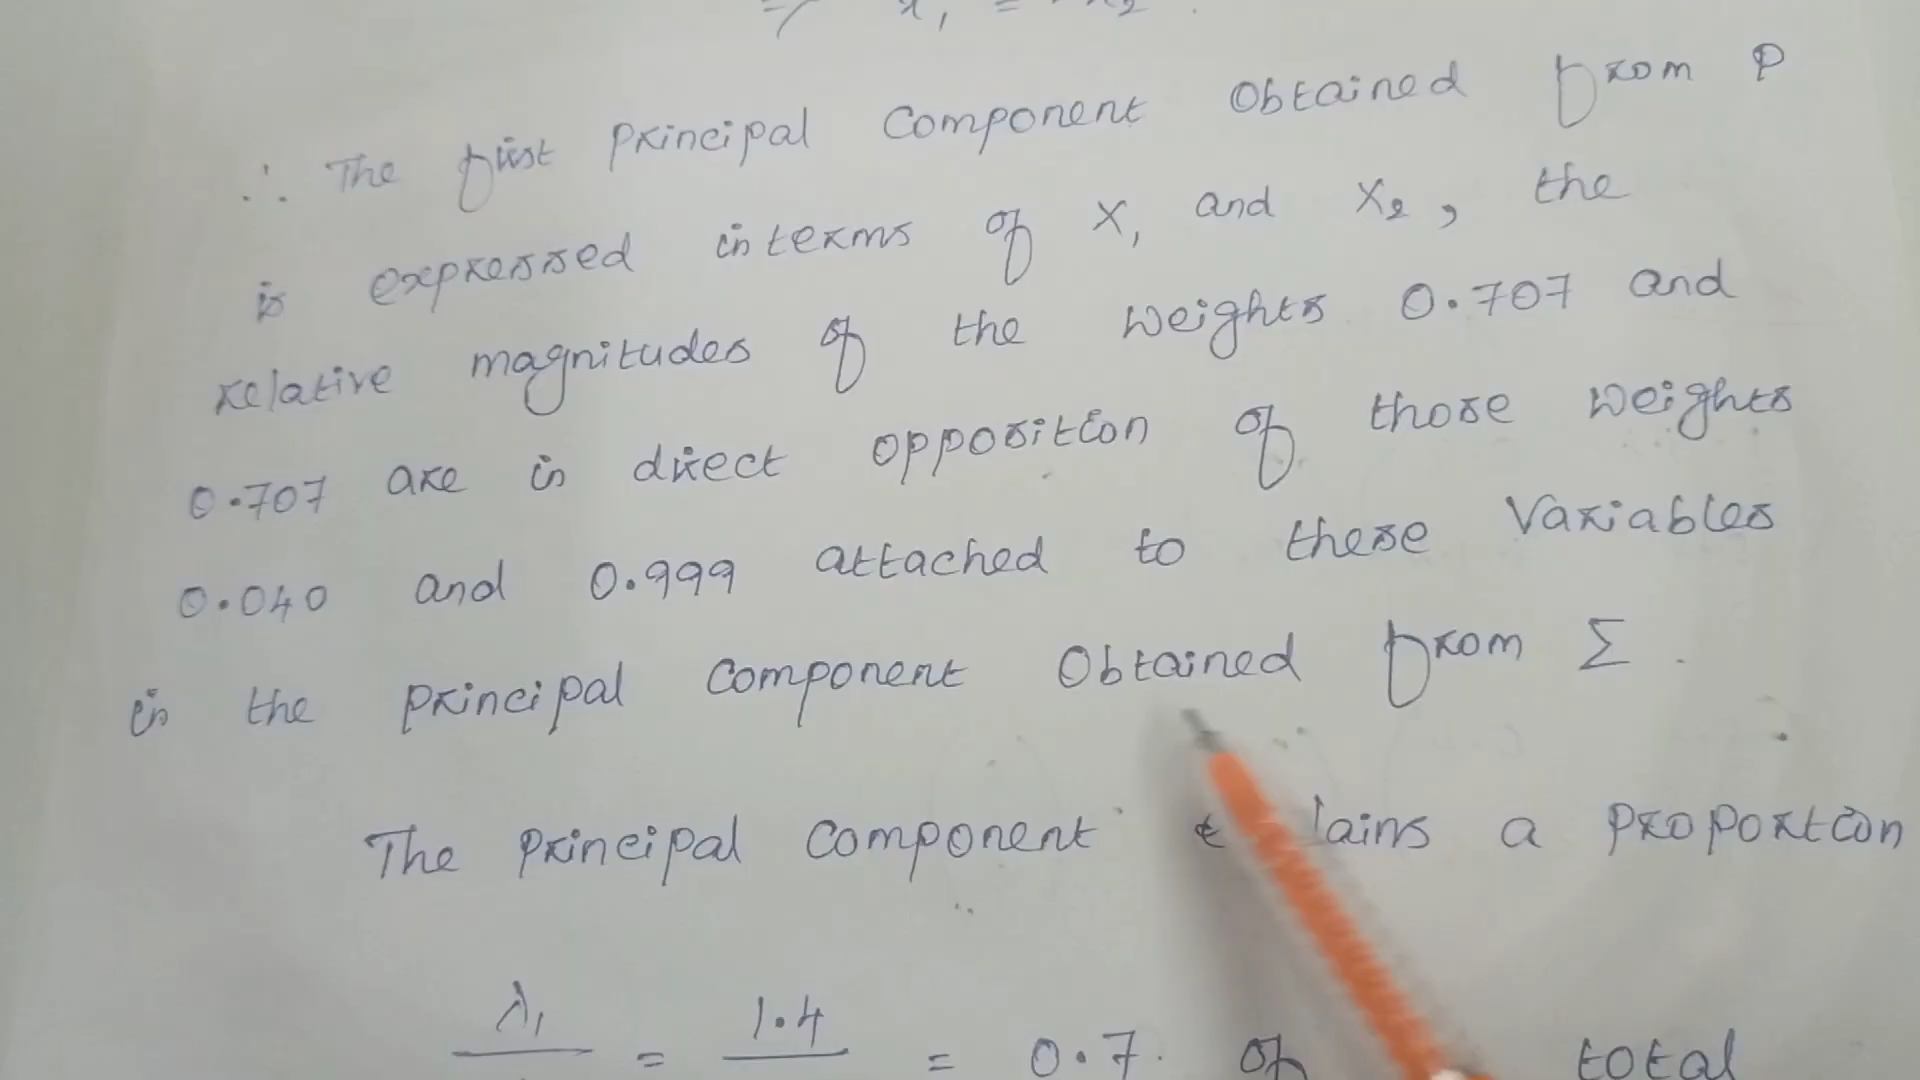 ⇒ x₁ = x₂.
∴ The first principal component obtained from ρ
is expressed in terms of X₁ and X₂, the
relative magnitudes of the weights 0.707 and
0.707 are in direct opposition of those weights
0.040 and 0.999 attached to these Variables
in the principal component obtained from Σ.
The principal component a proportion
λ₁ / = 1.4 / = 0.7 of total